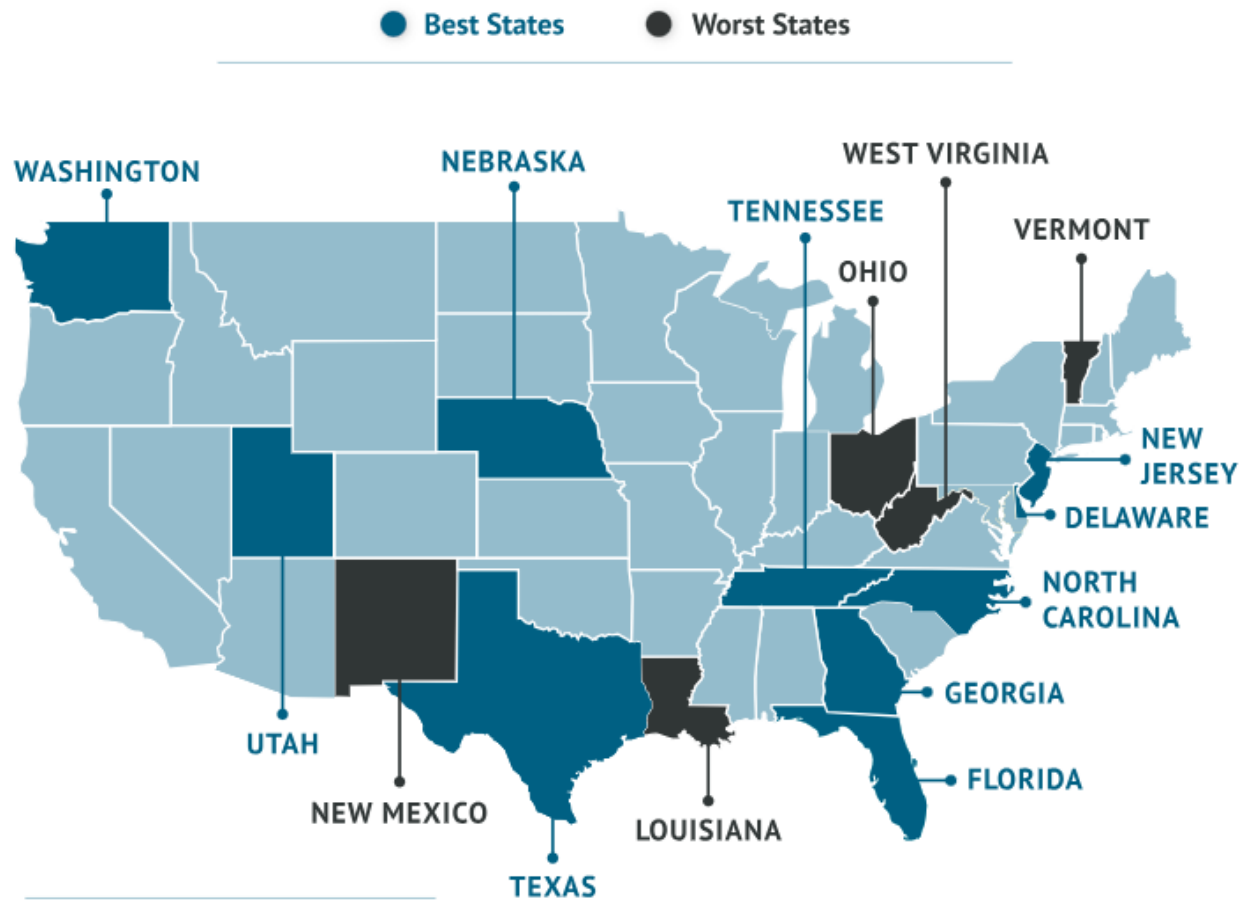 Best States
Worst States
WASHINGTON
NEBRASKA
WEST VIRGINIA
TENNESSEE
VERMONT
OHIO
NEW
JERSEY
DELAWARE
NORTH
CAROLINA
GEORGIA
UTAH
FLORIDA
NEW MEXICO
LOUISIANA
TEXAS